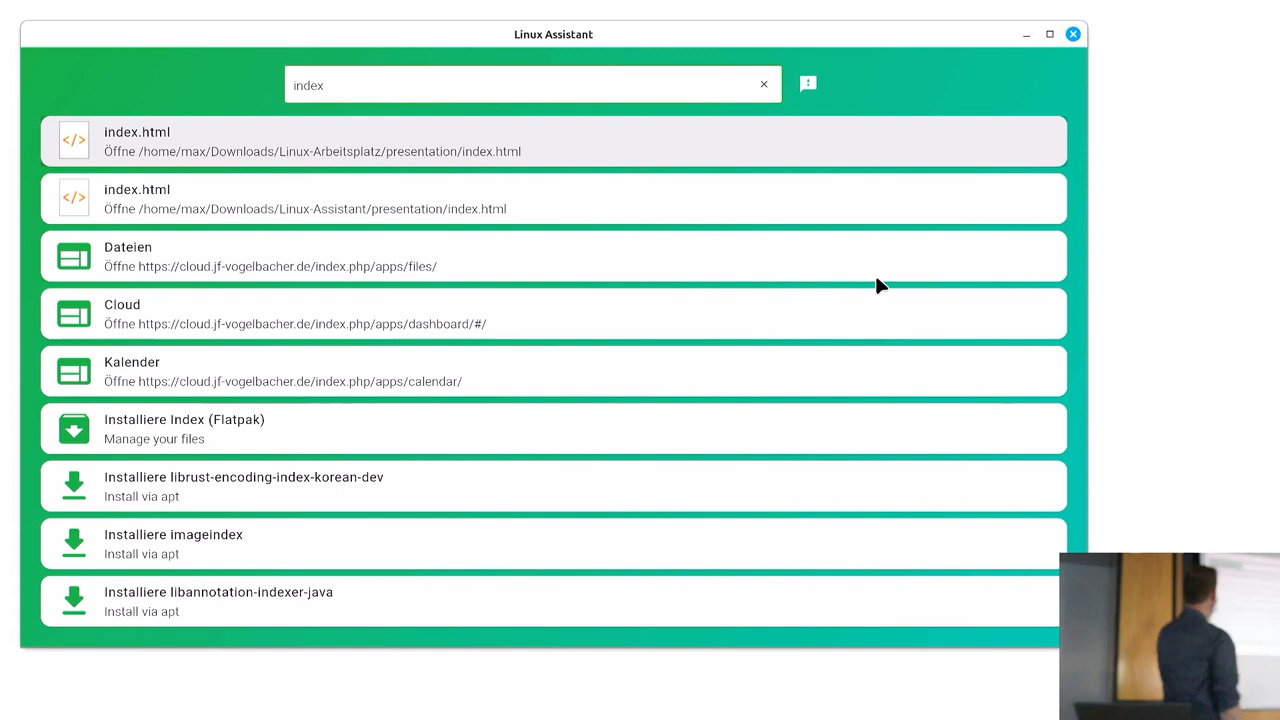 Linux Assistant
index
index.html
Öffne /home/max/Downloads/Linux-Arbeitsplatz/presentation/index.html
index.html
Öffne /home/max/Downloads/Linux-Assistant/presentation/index.html
Dateien
Öffne https://cloud.jf-vogelbacher.de/index.php/apps/files/
Cloud
Öffne https://cloud.jf-vogelbacher.de/index.php/apps/dashboard/#/
Kalender
Öffne https://cloud.jf-vogelbacher.de/index.php/apps/calendar/
Installiere Index (Flatpak)
Manage your files
Installiere librust-encoding-index-korean-dev
Install via apt
Installiere imageindex
Install via apt
Installiere libannotation-indexer-java
Install via apt